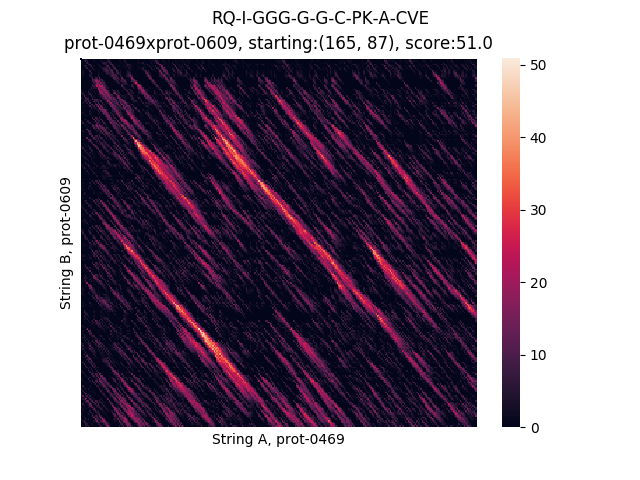 RQ-I-GGG-G-G-C-PK-A-CVE
prot-0469xprot-0609, starting:(165, 87), score:51.0
String B, prot-0609
String A, prot-0469
50
40
30
20
10
0